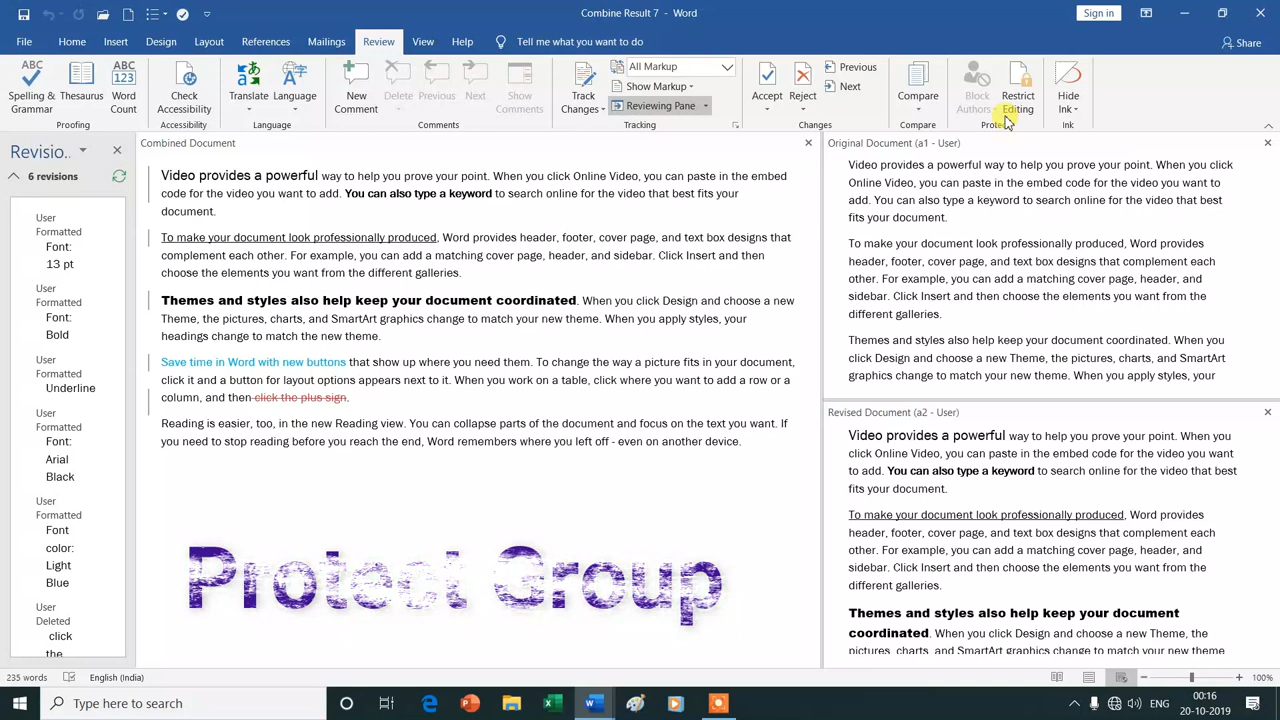 Combine Result 7 - Word
Sign in
File
Home
Insert
Design
Layout
References
Mailings
Review
View
Help
Tell me what you want to do
Share
ABC
Spelling &
Grammar
Thesaurus
ABC
123
Word
Count
Proofing
Check
Accessibility
Accessibility
Translate
Language
Language
New
Comment
Delete
Previous
Next
Show
Comments
Comments
Track
Changes
All Markup
Show Markup
Reviewing Pane
Tracking
Accept
Reject
Previous
Next
Changes
Compare
Compare
Block
Authors
Restrict
Editing
Hide
Ink
Ink
Revisio...
6 revisions
User
Formatted
Font:
13 pt
User
Formatted
Font:
Bold
User
Formatted
Underline
User
Formatted
Font:
Arial
Black
User
Formatted
Font
color:
Light
Blue
User
Deleted
click
the
Combined Document
Video provides a powerful way to help you prove your point. When you click Online Video, you can paste in the embed
code for the video you want to add. You can also type a keyword to search online for the video that best fits your
document.
To make your document look professionally produced, Word provides header, footer, cover page, and text box designs that
complement each other. For example, you can add a matching cover page, header, and sidebar. Click Insert and then
choose the elements you want from the different galleries.
Themes and styles also help keep your document coordinated. When you click Design and choose a new
Theme, the pictures, charts, and SmartArt graphics change to match your new theme. When you apply styles, your
headings change to match the new theme.
Save time in Word with new buttons that show up where you need them. To change the way a picture fits in your document,
click it and a button for layout options appears next to it. When you work on a table, click where you want to add a row or a
column, and then click the plus sign.
Reading is easier, too, in the new Reading view. You can collapse parts of the document and focus on the text you want. If
you need to stop reading before you reach the end, Word remembers where you left off - even on another device.
Protect Group
Original Document (a1 - User)
Video provides a powerful way to help you prove your point. When you click
Online Video, you can paste in the embed code for the video you want to
add. You can also type a keyword to search online for the video that best
fits your document.
To make your document look professionally produced, Word provides
header, footer, cover page, and text box designs that complement each
other. For example, you can add a matching cover page, header, and
sidebar. Click Insert and then choose the elements you want from the
different galleries.
Themes and styles also help keep your document coordinated. When you
click Design and choose a new Theme, the pictures, charts, and SmartArt
graphics change to match your new theme. When you apply styles, your
Revised Document (a2 - User)
Video provides a powerful way to help you prove your point. When you
click Online Video, you can paste in the embed code for the video you want
to add. You can also type a keyword to search online for the video that best
fits your document.
To make your document look professionally produced, Word provides
header, footer, cover page, and text box designs that complement each
other. For example, you can add a matching cover page, header, and
sidebar. Click Insert and then choose the elements you want from the
different galleries.
Themes and styles also help keep your document
coordinated. When you click Design and choose a new Theme, the
pictures, charts, and SmartArt graphics change to match your new theme
235 words
English (India)
100%
Type here to search
ENG
00:16
20-10-2019